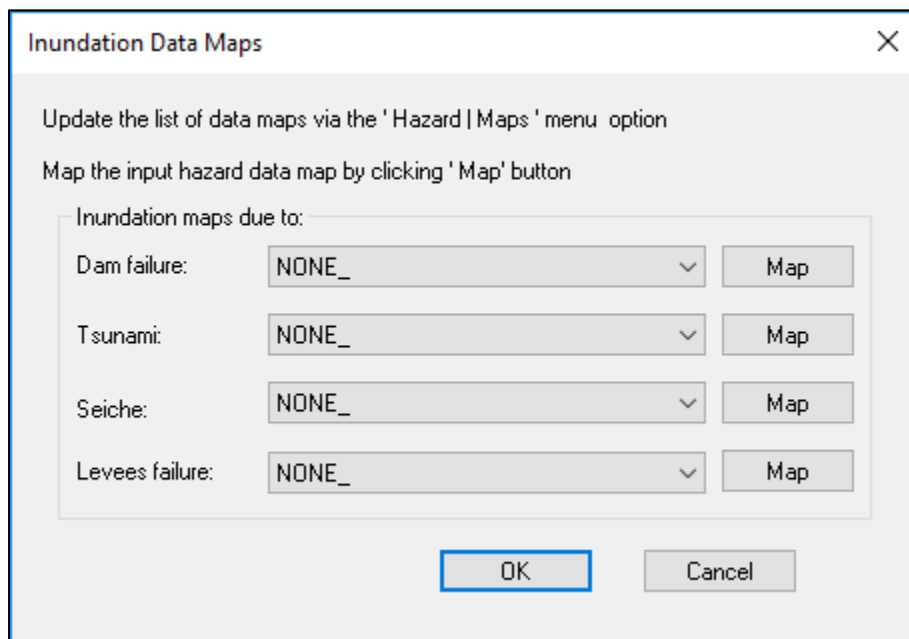 Inundation Data Maps
Update the list of data maps via the ' Hazard | Maps ' menu  option
Map the input hazard data map by clicking ' Map' button
Inundation maps due to:
Dam failure: NONE_ Map
Tsunami: NONE_ Map
Seiche: NONE_ Map
Levees failure: NONE_ Map
OK Cancel